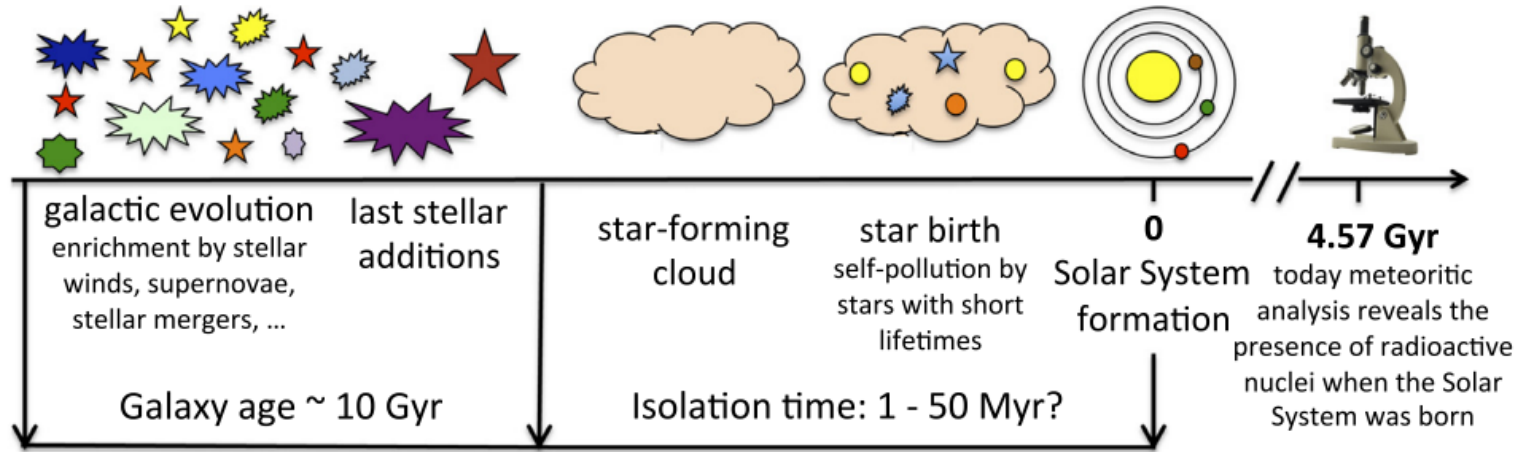 galactic evolution
enrichment by stellar
winds, supernovae,
stellar mergers, ...
last stellar
additions
star-forming
cloud
star birth
self-pollution by
stars with short
lifetimes
0
Solar System
formation
4.57 Gyr
today meteoritic
analysis reveals the
presence of radioactive
nuclei when the Solar
System was born
Galaxy age ~ 10 Gyr
Isolation time: 1 - 50 Myr?